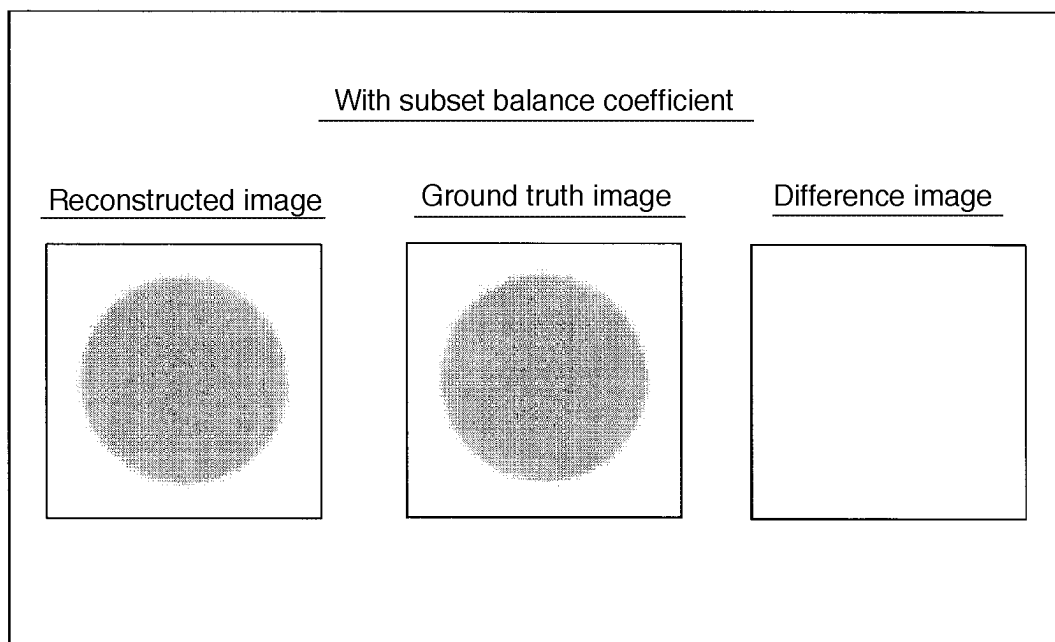 With subset balance coefficient
Reconstructed image
Ground truth image
Difference image